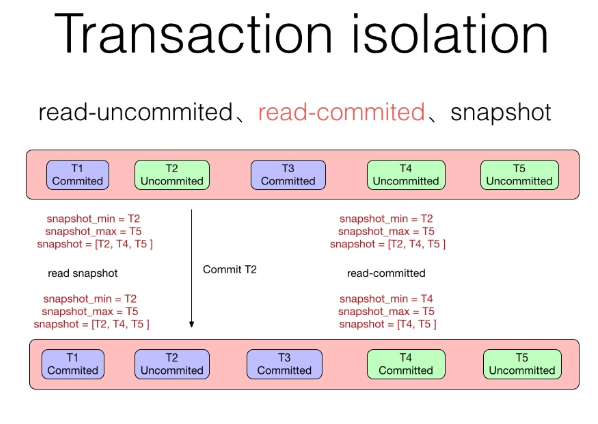 Transaction isolation
read-uncommited、read-commited、snapshot
T1 Commited
T2 Uncommited
T3 Committed
T4 Uncommitted
T5 Uncommitted
snapshot_min = T2
snapshot_max = T5
snapshot = [T2, T4, T5 ]
snapshot_min = T2
snapshot_max = T5
snapshot = [T2, T4, T5 ]
read snapshot
Commit T2
read-committed
snapshot_min = T2
snapshot_max = T5
snapshot = [T2, T4, T5 ]
snapshot_min = T4
snapshot_max = T5
snapshot = [T4, T5 ]
T1 Commited
T2 Uncommited
T3 Committed
T4 Committed
T5 Uncommitted